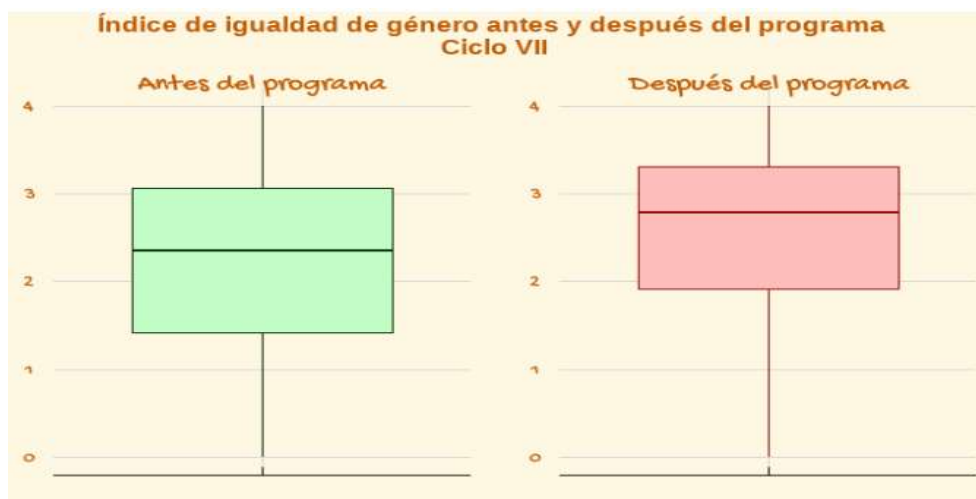 Índice de igualdad de género antes y después del programa
Ciclo VII
Antes del programa
4
3
2
1
0
Después del programa
4
3
2
1
0